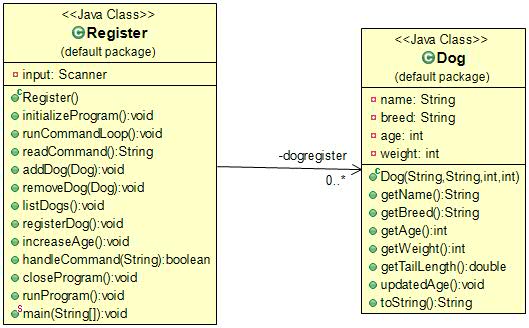 <<Java Class>>
Register
(default package)
input: Scanner
Register()
initializeProgram():void
runCommandLoop():void
readCommand():String
addDog(Dog):void
removeDog(Dog):void
listDogs():void
registerDog():void
increaseAge():void
handleCommand(String):boolean
closeProgram():void
runProgram():void
main(String[]):void
-dogregister
0..*
<<Java Class>>
Dog
(default package)
name: String
breed: String
age: int
weight: int
Dog(String,String,int,int)
getName():String
getBreed():String
getAge():int
getWeight():int
getTailLength():double
updatedAge():void
toString():String